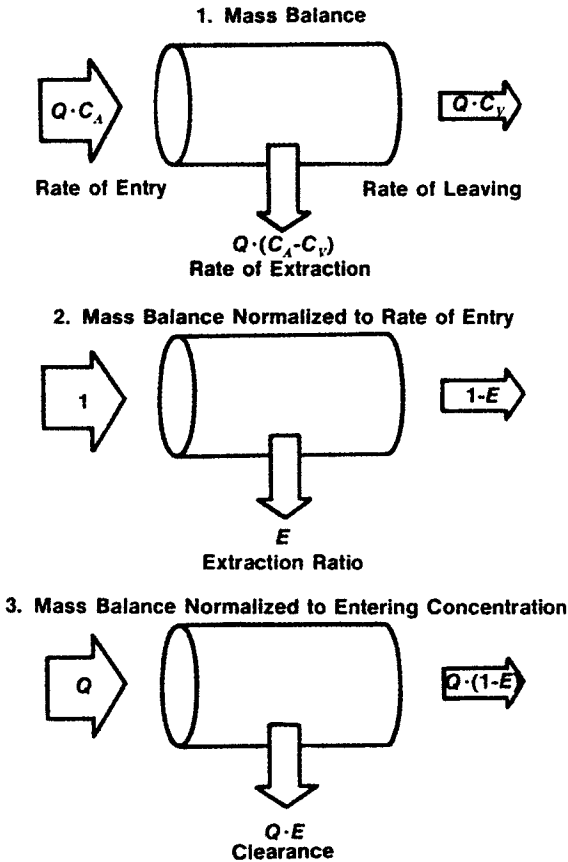 1. Mass Balance
Q·C_A
Q·C_V
Rate of Entry
Rate of Leaving
Q·(C_A-C_V)
Rate of Extraction
2. Mass Balance Normalized to Rate of Entry
1
1-E
E
Extraction Ratio
3. Mass Balance Normalized to Entering Concentration
Q
Q·(1-E)
Q·E
Clearance